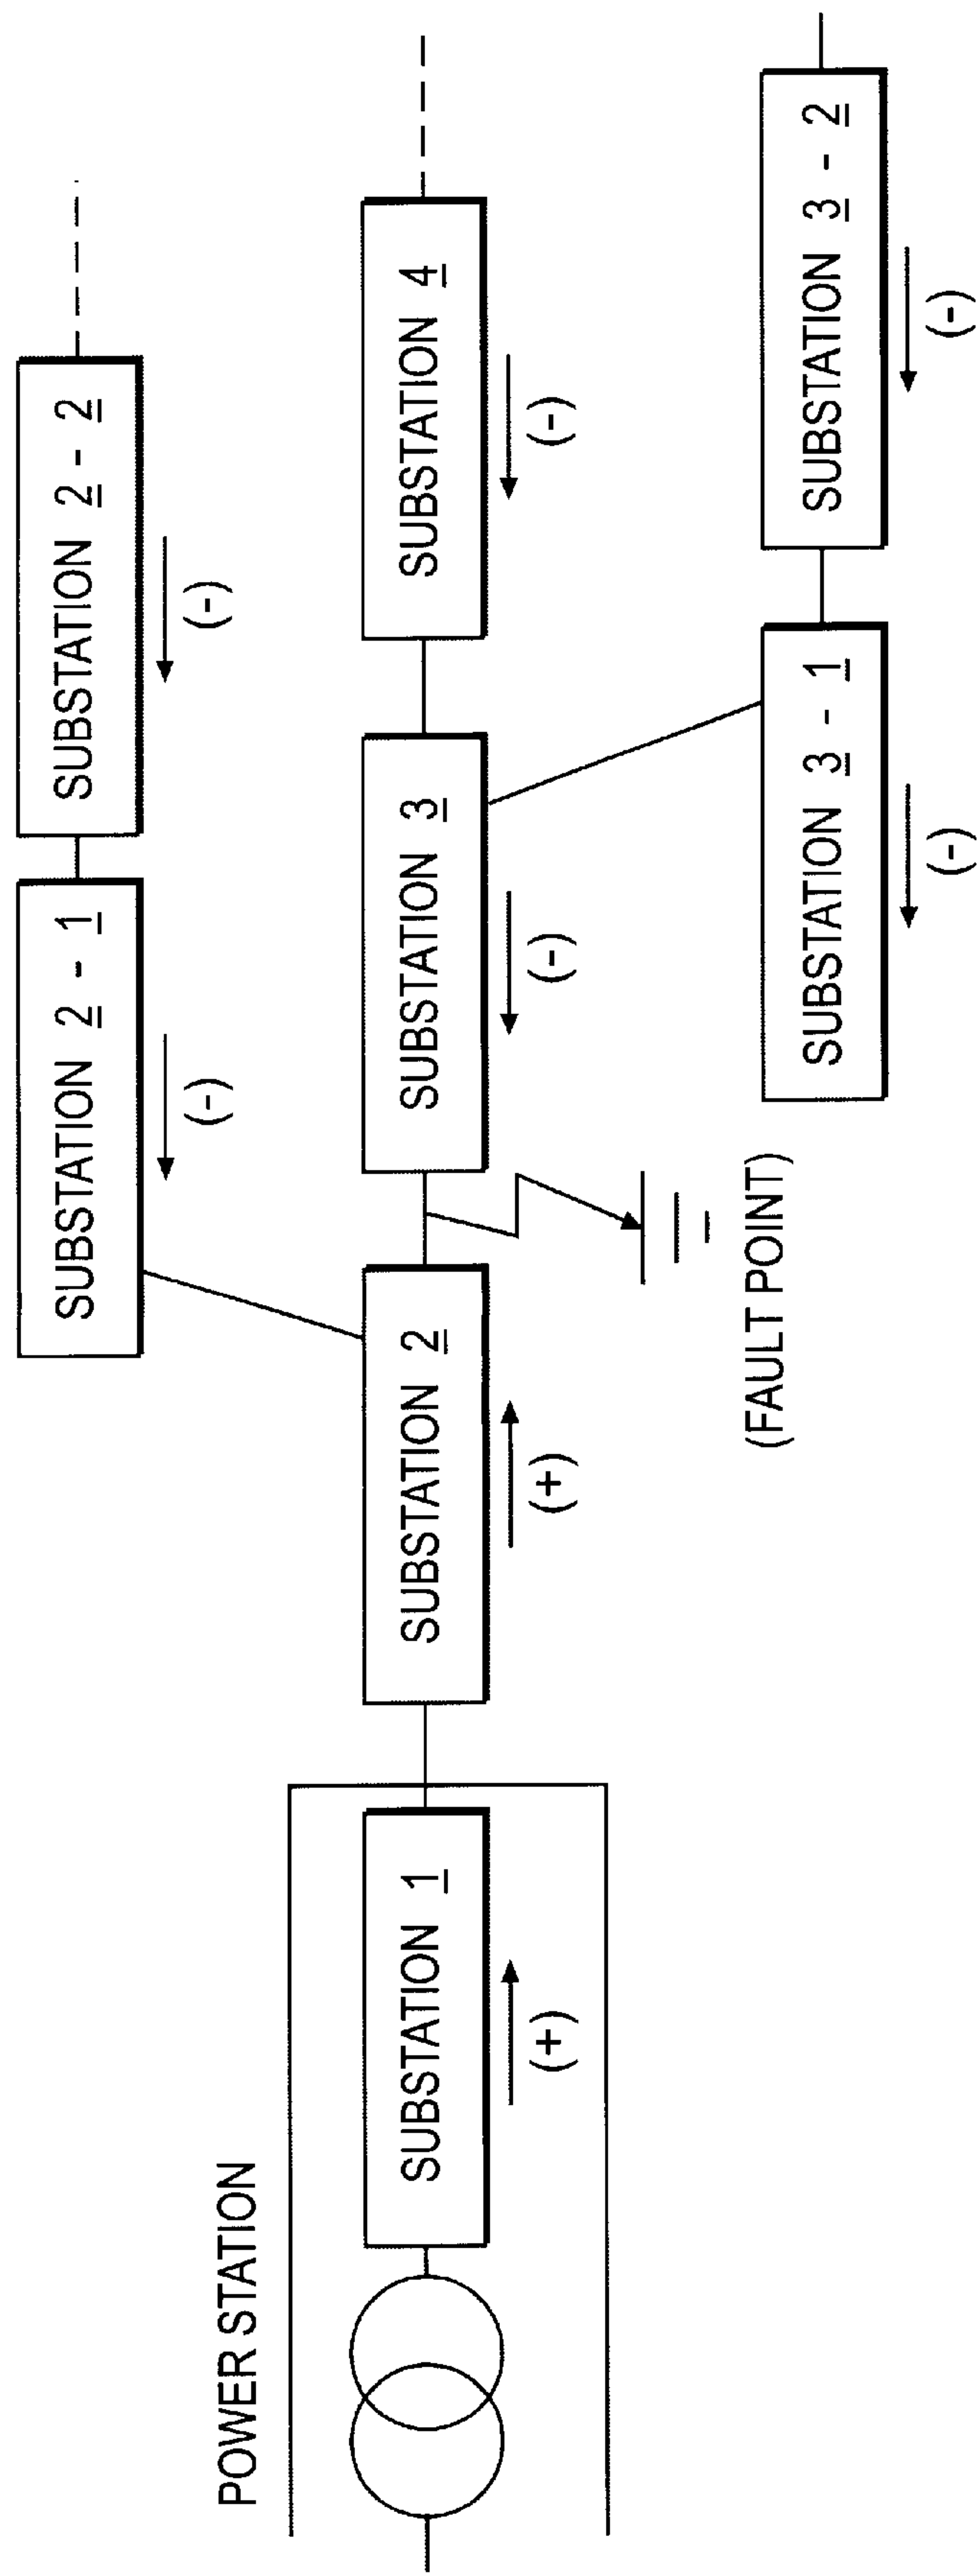 POWER STATION
SUBSTATION 1
(+)
SUBSTATION 2
(+)
SUBSTATION 2 - 1
(-)
SUBSTATION 2 - 2
(-)
(FAULT POINT)
SUBSTATION 3
(-)
SUBSTATION 4
(-)
SUBSTATION 3 - 1
(-)
SUBSTATION 3 - 2
(-)